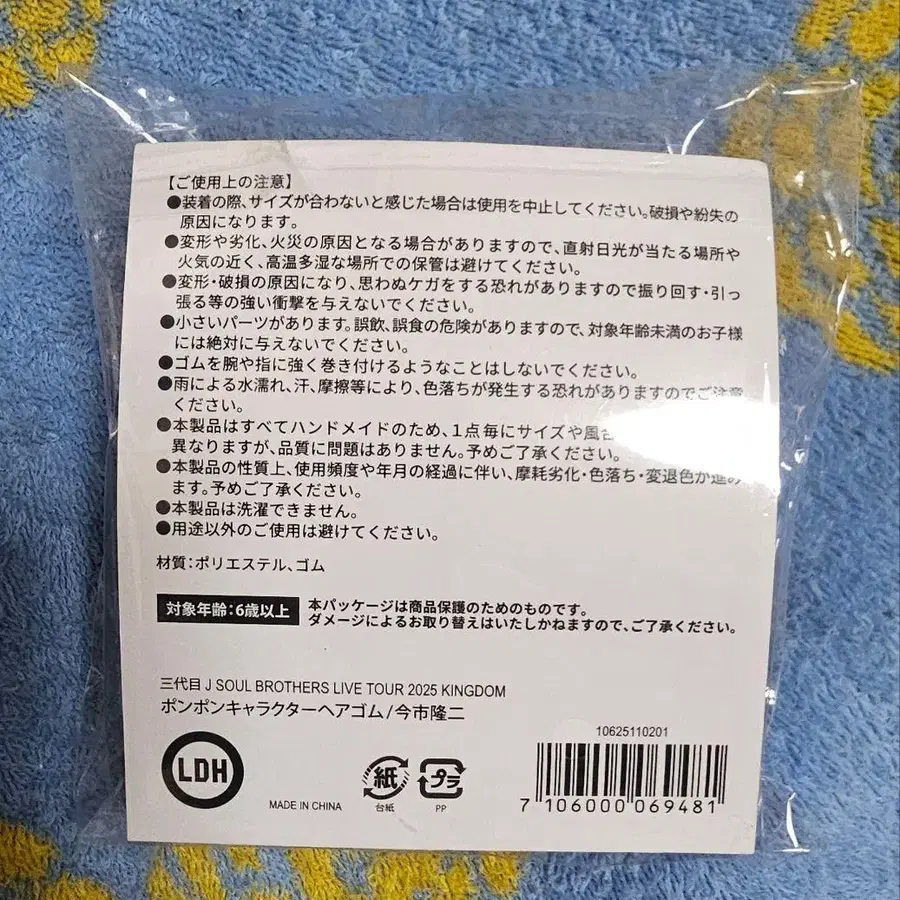 【ご使用上の注意】
●装着の際、サイズが合わないと感じた場合は使用を中止してください。破損や紛失の
原因になります。
●変形や劣化、火災の原因となる場合がありますので、直射日光が当たる場所や
火気の近く、高温多湿な場所での保管は避けてください。
●変形・破損の原因になり、思わぬケガをする恐れがありますので振り回す・引っ
張る等の強い衝撃を与えないでください。
●小さいパーツがあります。誤飲、誤食の危険がありますので、対象年齢未満のお子様
には絶対に与えないでください。
●ゴムを腕や指に強く巻き付けるようなことはしないでください。
●雨による水濡れ、汗、摩擦等により、色落ちが発生する恐れがありますのでご注意
ください。
●本製品はすべてハンドメイドのため、1点毎にサイズや風合
異なりますが、品質に問題はありません。予めご了承ください。
●本製品の性質上、使用頻度や年月の経過に伴い、摩耗劣化・色落ち・変退色が進み
ます。予めご了承ください。
●本製品は洗濯できません。
●用途以外のご使用は避けてください。
材質:ポリエステル、ゴム
対象年齢:6歳以上
本パッケージは商品保護のためのものです。
ダメージによるお取り替えはいたしかねますので、ご了承ください。
三代目 J SOUL BROTHERS LIVE TOUR 2025 KINGDOM
ポンポンキャラクターヘアゴム/今市隆二
10625110201
LDH
MADE IN CHINA
紙
台紙
プラ
PP
7 106000 069481